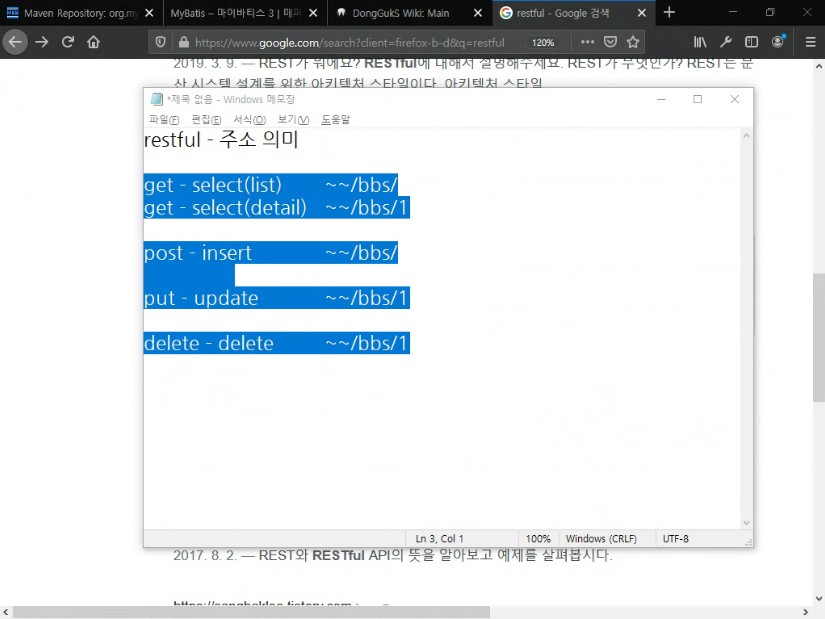 Maven Repository: org.my
MyBatis – 마이바티스 3 | 매퍼
DongGukS Wiki: Main
restful - Google 검색
https://www.google.com/search?client=firefox-b-d&q=restful
120%
2019. 3. 9. — REST가 뭐에요? RESTful에 대해서 설명해주세요. REST가 무엇인가? REST는 분
산 시스템 설계를 위한 아키텍처 스타일이다. 아키텍처 스타일
*제목 없음 - Windows 메모장
파일(F) 편집(E) 서식(O) 보기(V) 도움말
restful - 주소 의미
get - select(list) ~~/bbs/
get - select(detail) ~~/bbs/1
post - insert ~~/bbs/
put - update ~~/bbs/1
delete - delete ~~/bbs/1
Ln 3, Col 1 100% Windows (CRLF) UTF-8
2017. 8. 2. — REST와 RESTful API의 뜻을 알아보고 예제를 살펴봅시다.